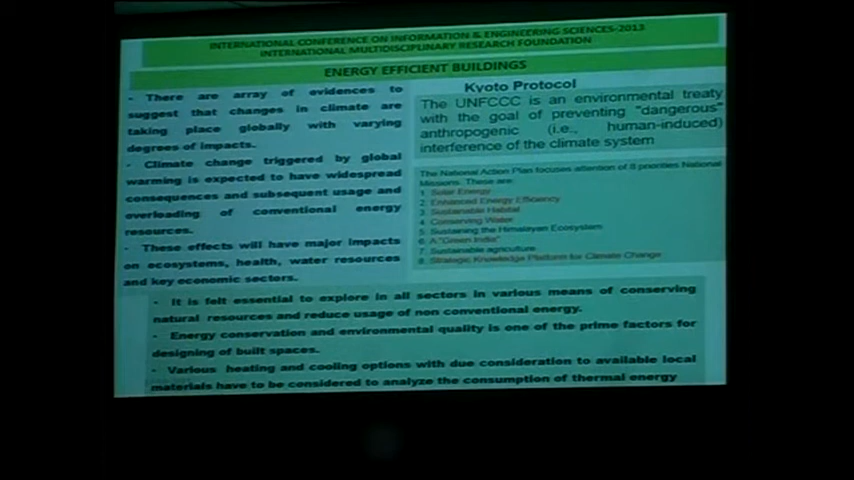 INTERNATIONAL CONFERENCE ON INFORMATION & ENGINEERING SCIENCES-2013
INTERNATIONAL MULTIDISCIPLINARY RESEARCH FOUNDATION
ENERGY EFFICIENT BUILDINGS
- There are array of evidences to
suggest that changes in climate are
taking place globally with varying
degrees of impacts.
- Climate change triggered by global
warming is expected to have widespread
consequences and subsequent usage and
overloading of conventional energy
resources.
- These effects will have major impacts
on ecosystems, health, water resources
and key economic sectors.
Kyoto Protocol
The UNFCCC is an environmental treaty
with the goal of preventing "dangerous"
anthropogenic (i.e., human-induced)
interference of the climate system
The National Action Plan focuses attention of 8 priorities National
Missions. These are:
1. Solar Energy
2. Enhanced Energy Efficiency
3. Sustainable Habitat
4. Conserving Water
5. Sustaining the Himalayan Ecosystem
6. A "Green India"
7. Sustainable agriculture
8. Strategic Knowledge Platform for Climate Change
- It is felt essential to explore in all sectors in various means of conserving
natural resources and reduce usage of non conventional energy.
- Energy conservation and environmental quality is one of the prime factors for
designing of built spaces.
- Various heating and cooling options with due consideration to available local
materials have to be considered to analyze the consumption of thermal energy